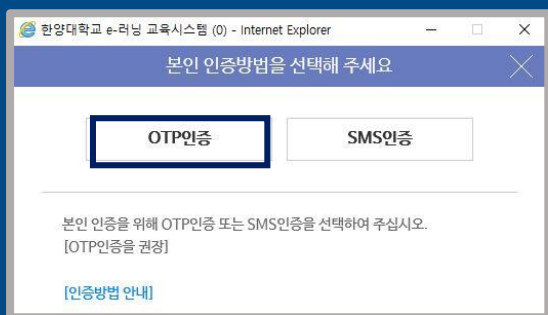 한양대학교 e-러닝 교육시스템 (0) - Internet Explorer
본인 인증방법을 선택해 주세요
OTP인증
SMS인증
본인 인증을 위해 OTP인증 또는 SMS인증을 선택하여 주십시오.
[OTP인증을 권장]
[인증방법 안내]